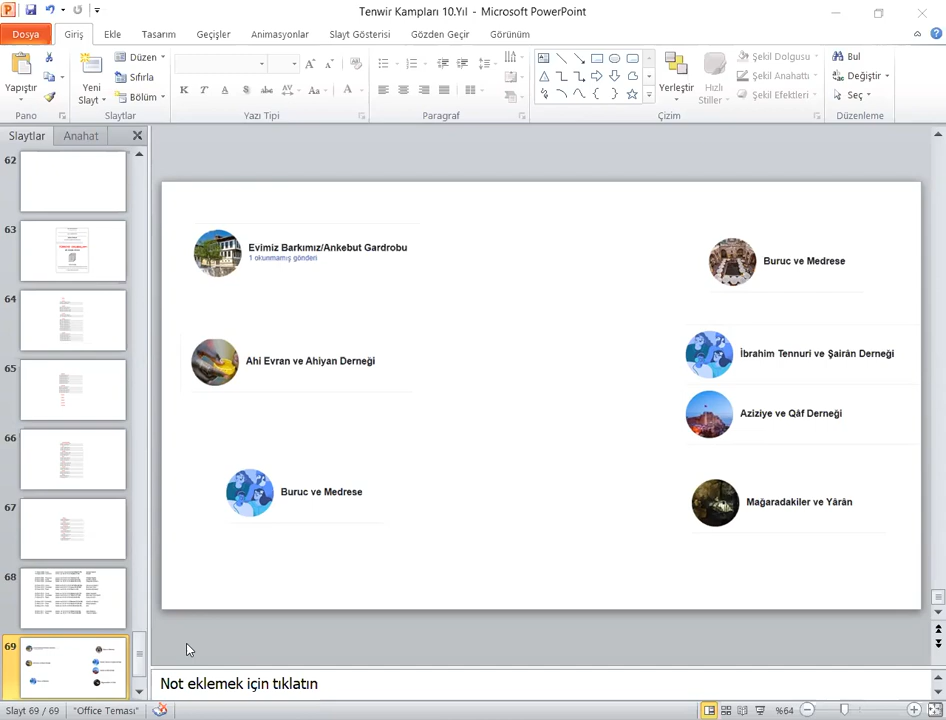 Tenwir Kampları 10.Yıl - Microsoft PowerPoint
Dosya Giriş Ekle Tasarım Geçişler Animasyonlar Slayt Gösterisi Gözden Geçir Görünüm
Yapıştır
Pano
Yeni Slayt
Düzen
Sıfırla
Bölüm
Slaytlar
K T A S abc AV Aa A
Yazı Tipi
Paragraf
Yerleştir
Hızlı Stiller
Şekil Dolgusu
Şekil Anahattı
Şekil Efektleri
Çizim
Bul
Değiştir
Seç
Düzenleme
Slaytlar Anahat
62
63
64
65
66
67
68
69
Evimiz Barkımız/Ankebut Gardrobu
1 okunmamış gönderi
Buruc ve Medrese
Ahi Evran ve Ahiyan Derneği
İbrahim Tennuri ve Şairân Derneği
Aziziye ve Qâf Derneği
Buruc ve Medrese
Mağaradakiler ve Yârân
Not eklemek için tıklatın
Slayt 69 / 69 "Office Teması" %64